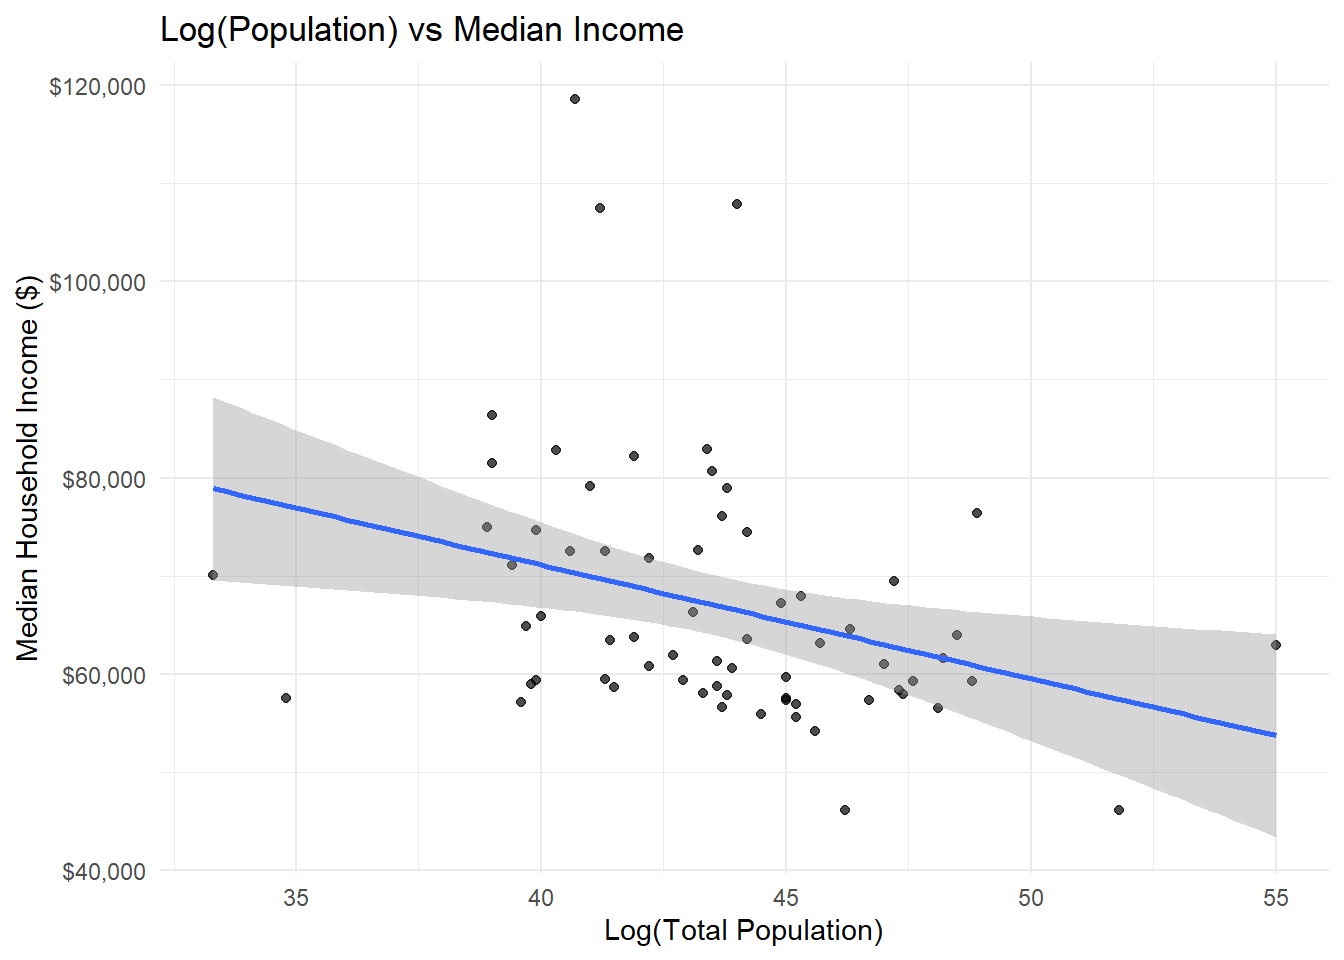 Log(Population) vs Median Income
Median Household Income ($)
$120,000
$100,000
$80,000
$60,000
$40,000
35 40 45 50 55
Log(Total Population)